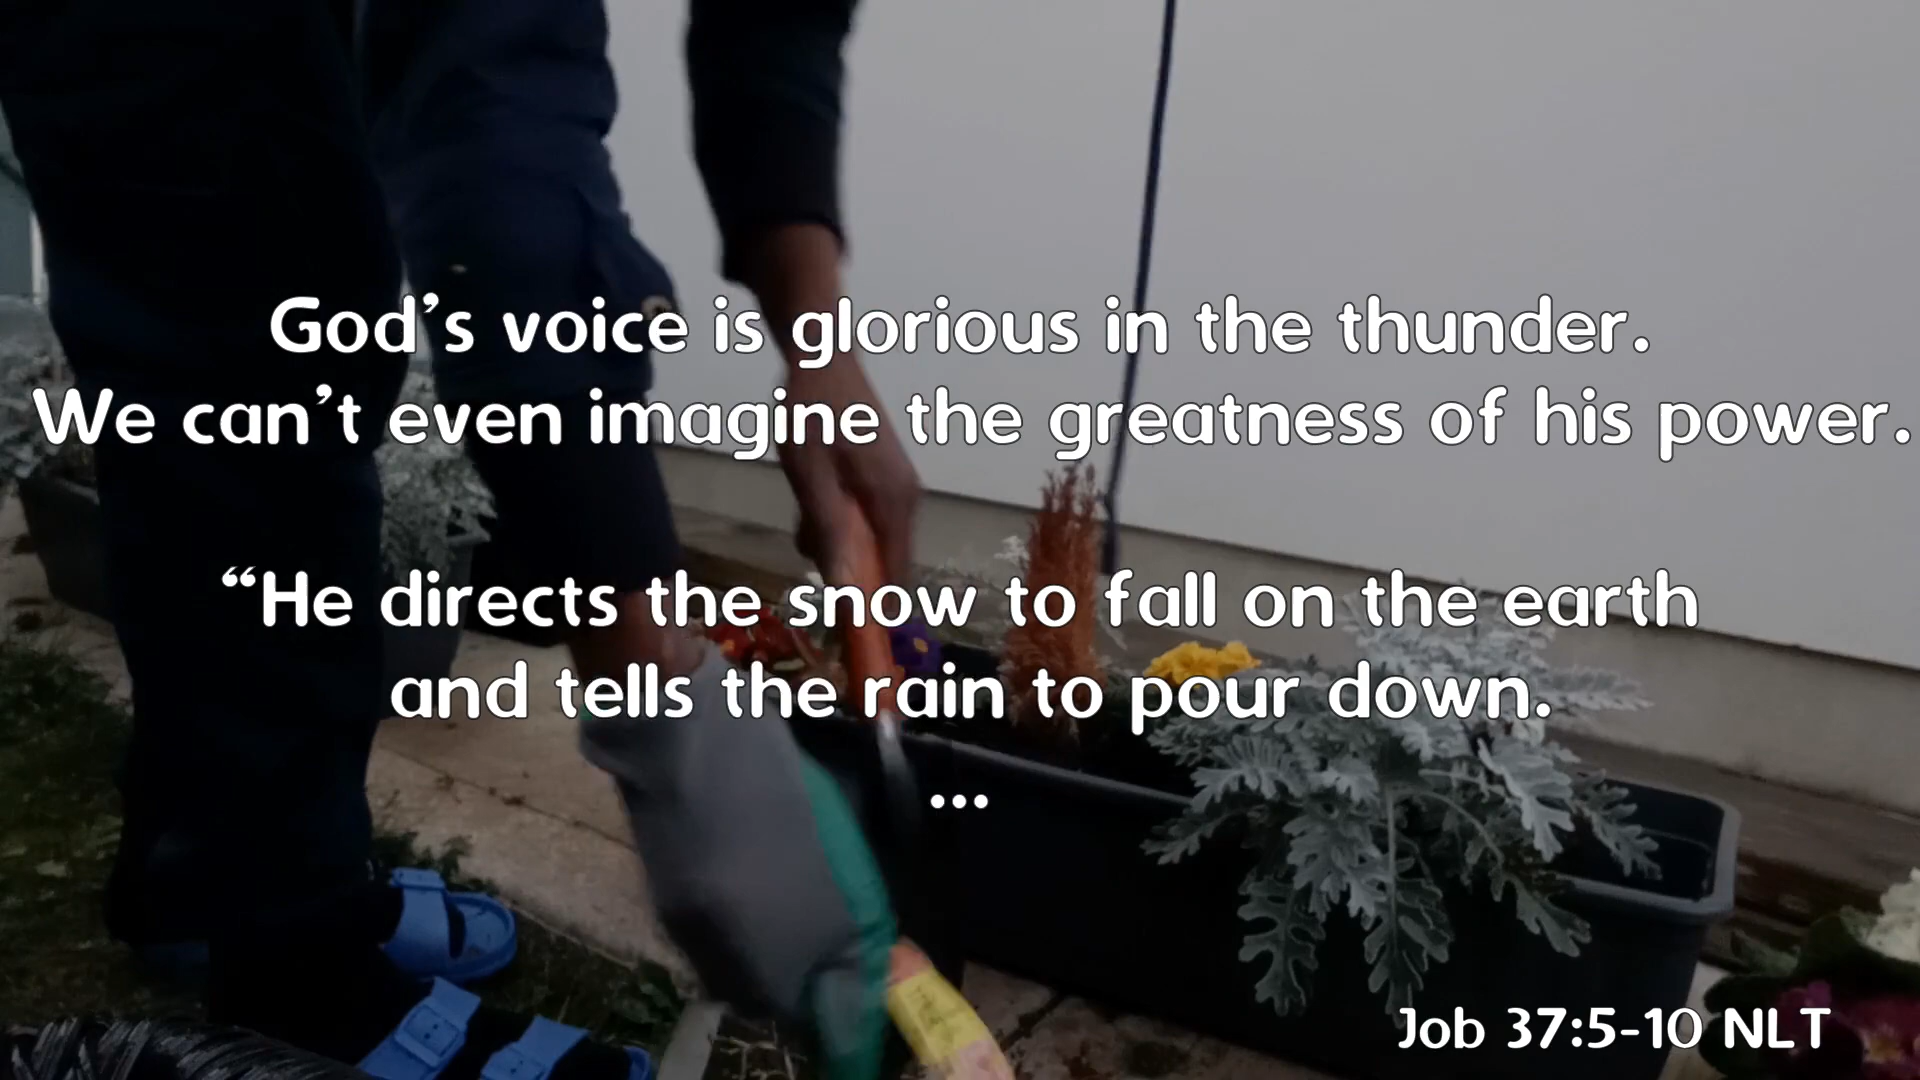 God’s voice is glorious in the thunder.
We can’t even imagine the greatness of his power.
“He directs the snow to fall on the earth
and tells the rain to pour down.
...
Job 37:5-10 NLT